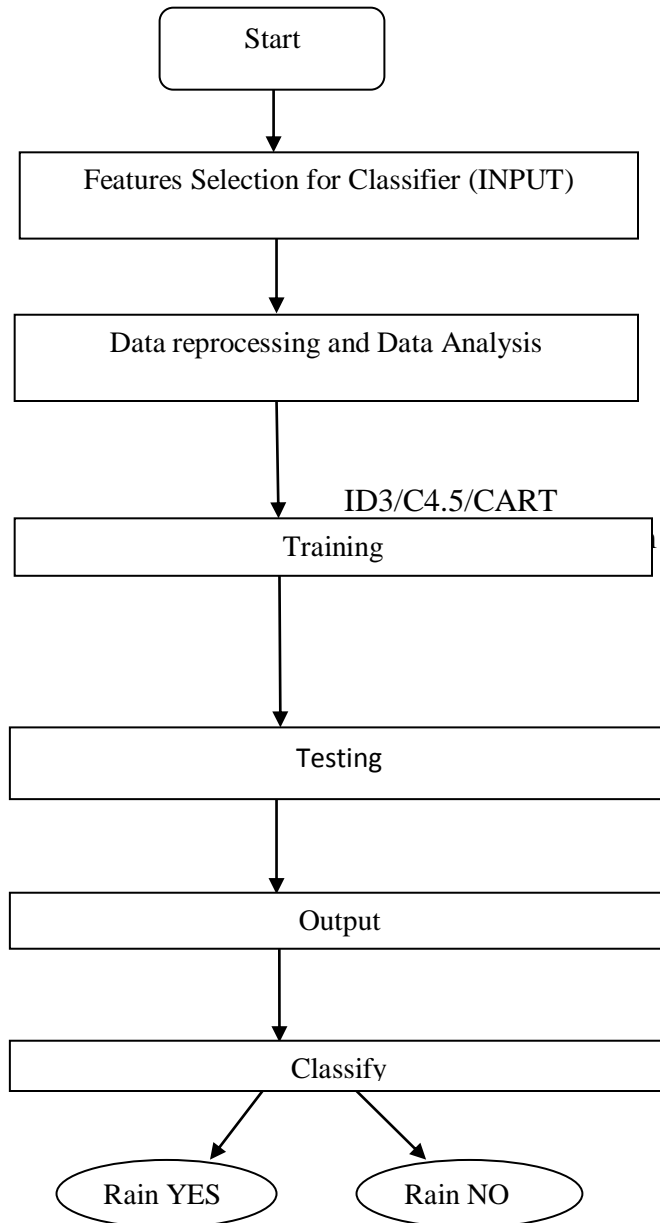 Start
Features Selection for Classifier (INPUT)
Data reprocessing and Data Analysis
ID3/C4.5/CART
Training
Testing
Output
Classify
Rain YES
Rain NO